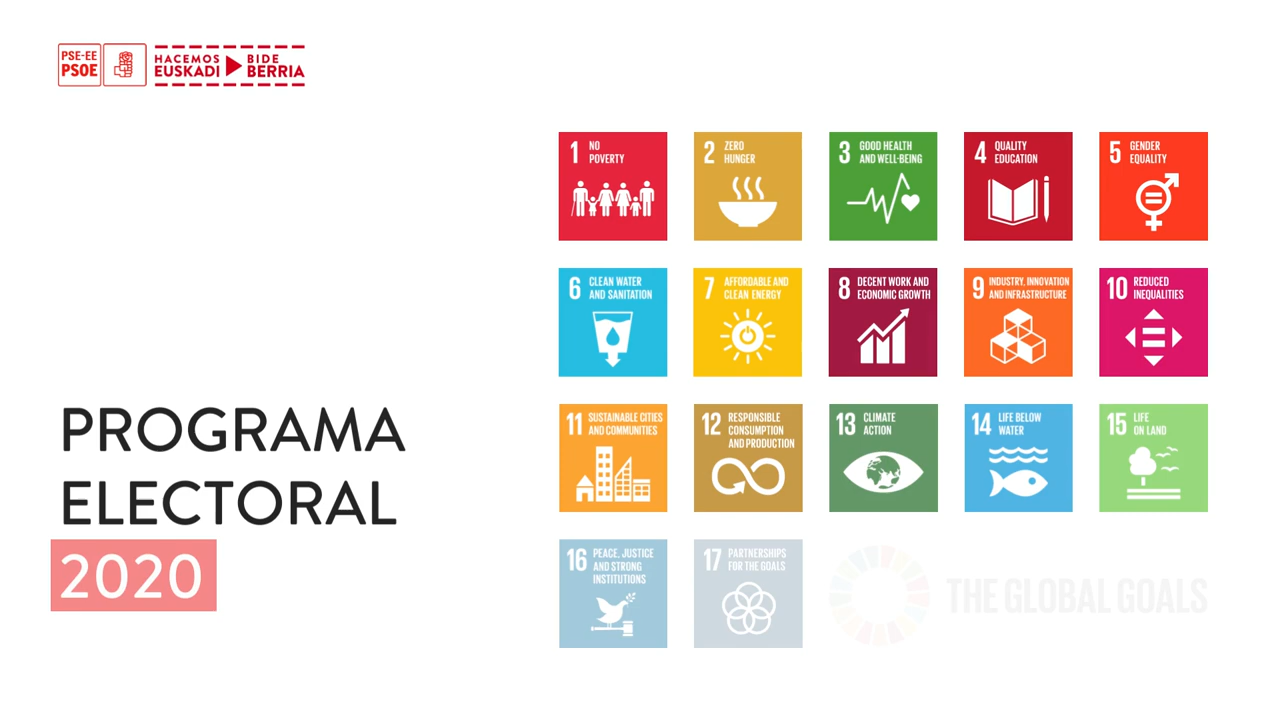 PSE-EE
PSOE
HACEMOS
EUSKADI
BIDE
BERRIA
1 NO
POVERTY
2 ZERO
HUNGER
3 GOOD HEALTH
AND WELL-BEING
4 QUALITY
EDUCATION
5 GENDER
EQUALITY
6 CLEAN WATER
AND SANITATION
7 AFFORDABLE AND
CLEAN ENERGY
8 DECENT WORK AND
ECONOMIC GROWTH
9 INDUSTRY, INNOVATION
AND INFRASTRUCTURE
10 REDUCED
INEQUALITIES
11 SUSTAINABLE CITIES
AND COMMUNITIES
12 RESPONSIBLE
CONSUMPTION
AND PRODUCTION
13 CLIMATE
ACTION
14 LIFE BELOW
WATER
15 LIFE
ON LAND
16 PEACE, JUSTICE
AND STRONG
INSTITUTIONS
17 PARTNERSHIPS
FOR THE GOALS
THE GLOBAL GOALS
PROGRAMA
ELECTORAL
2020